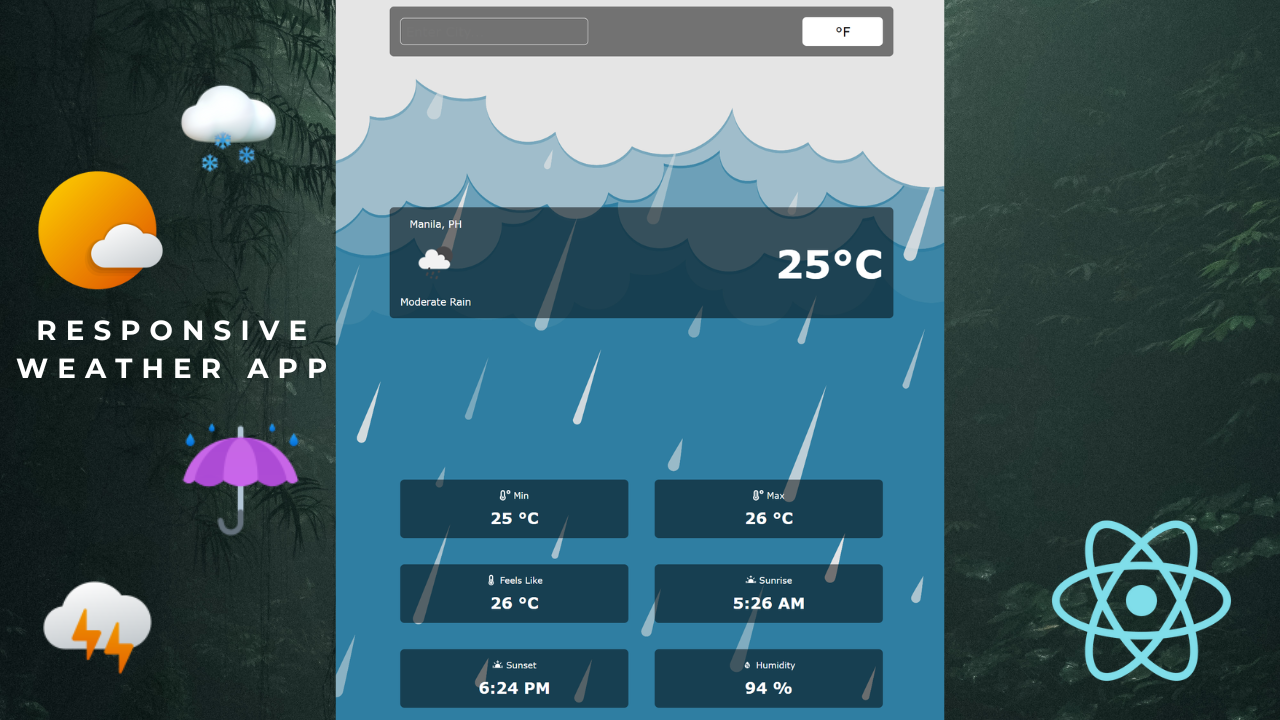 °F
RESPONSIVE
WEATHER APP
Manila, PH
Moderate Rain
25°C
Min
25 °C
Max
26 °C
Feels Like
26 °C
Sunrise
5:26 AM
Sunset
6:24 PM
Humidity
94 %